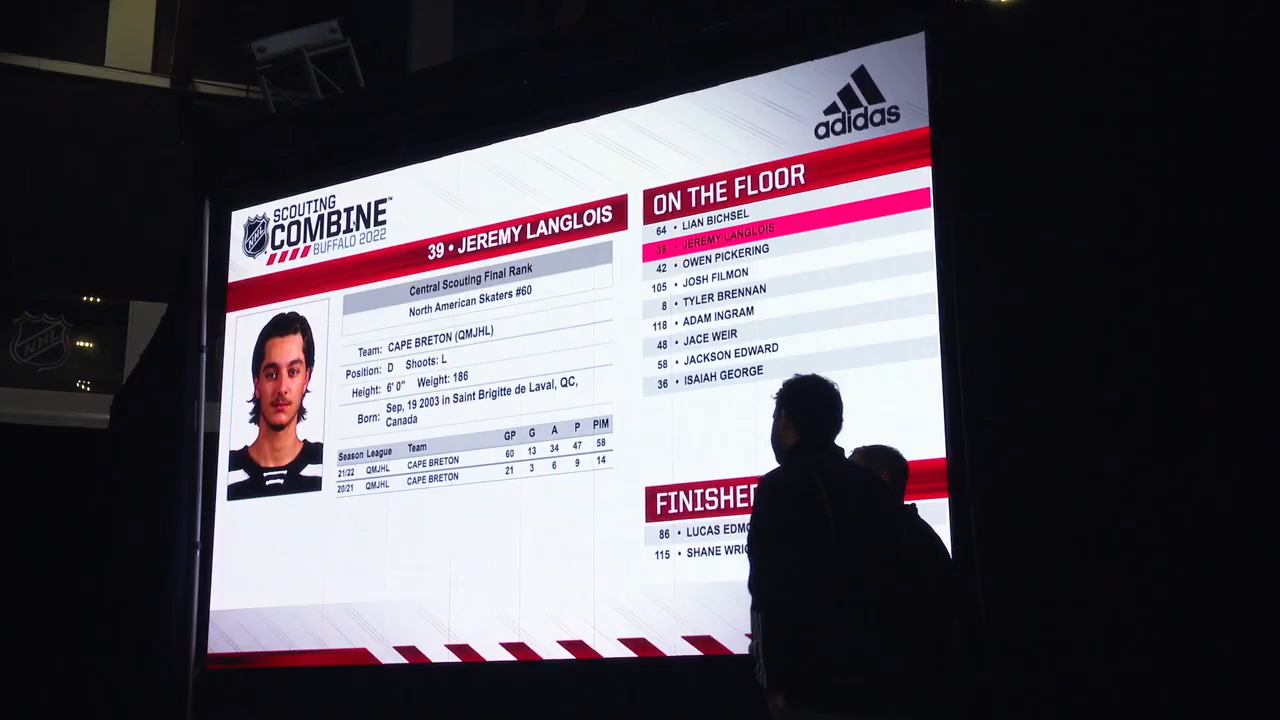 adidas
NHL
SCOUTING
COMBINE™
BUFFALO 2022
39 • JEREMY LANGLOIS
Central Scouting Final Rank
North American Skaters #60
Team: CAPE BRETON (QMJHL)
Position: D Shoots: L
Height: 6' 0" Weight: 186
Born: Sep, 19 2003 in Saint Brigitte de Laval, QC,
Canada
Season League Team GP G A P PIM
21/22 QMJHL CAPE BRETON 60 13 34 47 58
20/21 QMJHL CAPE BRETON 21 3 6 9 14
ON THE FLOOR
64 • LIAN BICHSEL
39 • JEREMY LANGLOIS
42 • OWEN PICKERING
105 • JOSH FILMON
8 • TYLER BRENNAN
118 • ADAM INGRAM
48 • JACE WEIR
58 • JACKSON EDWARD
36 • ISAIAH GEORGE
FINISHE
86 • LUCAS EDM
115 • SHANE WRI
NHL